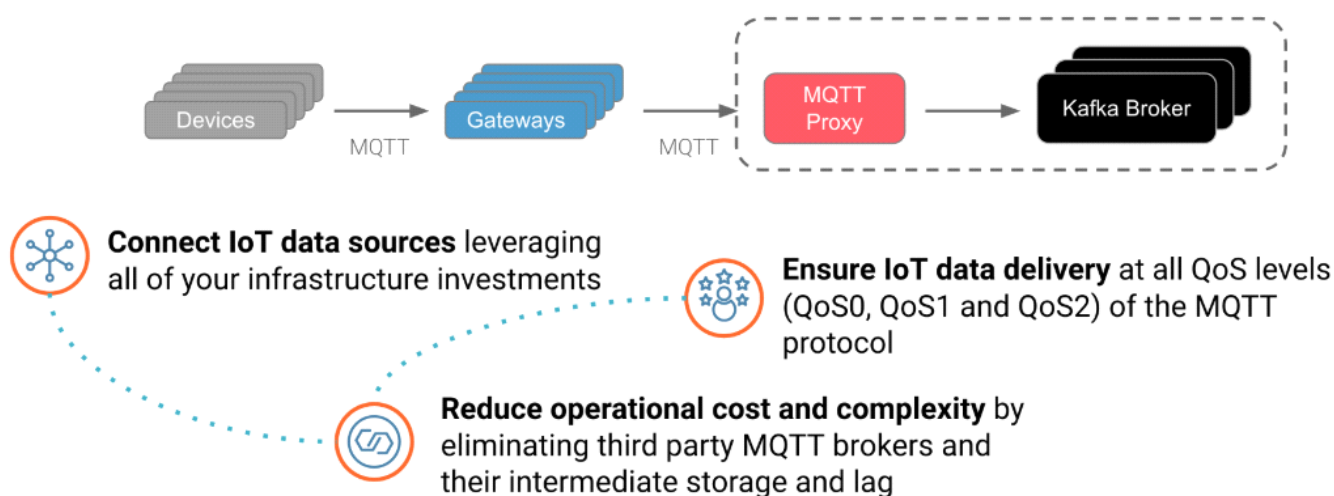 Devices
MQTT
Gateways
MQTT
MQTT
Proxy
Kafka Broker
Connect IoT data sources leveraging
all of your infrastructure investments
Ensure IoT data delivery at all QoS levels
(QoS0, QoS1 and QoS2) of the MQTT
protocol
Reduce operational cost and complexity by
eliminating third party MQTT brokers and
their intermediate storage and lag